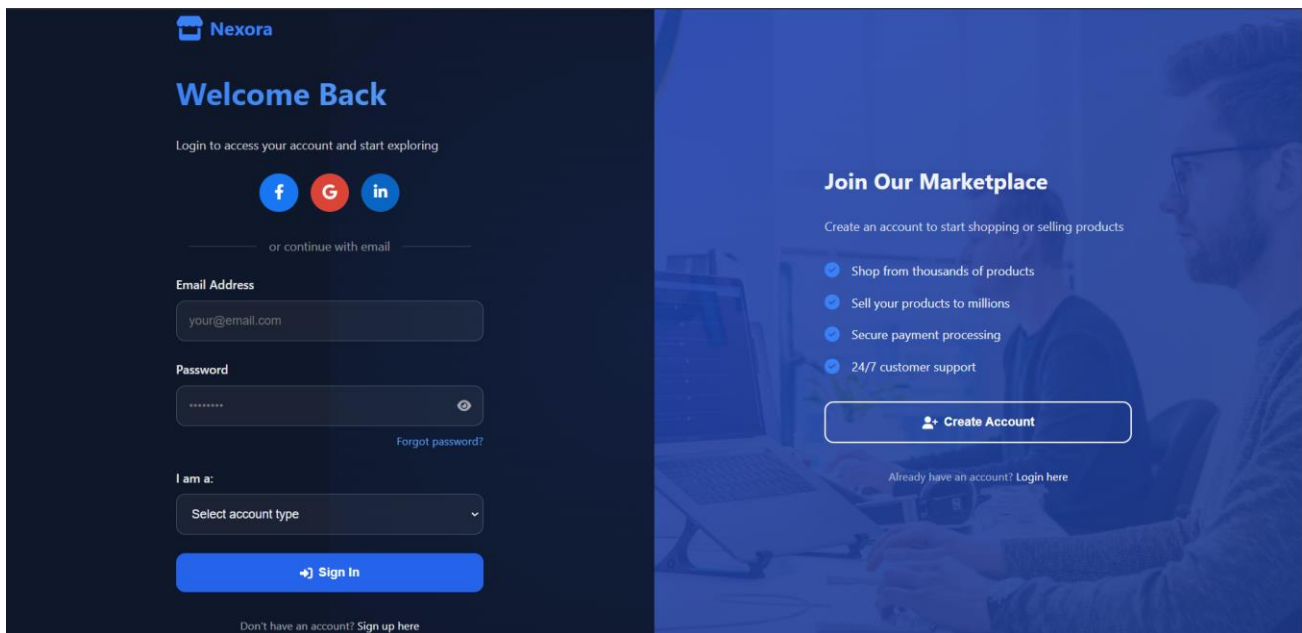 Nexora
Welcome Back
Login to access your account and start exploring
f G in
or continue with email
Email Address
your@email.com
Password
Forgot password?
I am a:
Select account type
Sign In
Don't have an account? Sign up here
Join Our Marketplace
Create an account to start shopping or selling products
Shop from thousands of products
Sell your products to millions
Secure payment processing
24/7 customer support
Create Account
Already have an account? Login here